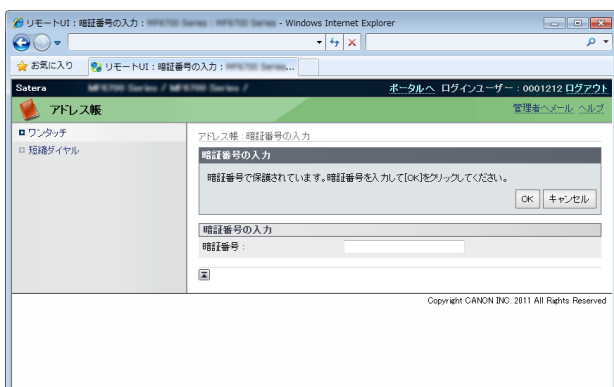 リモートUI：暗証番号の入力： - Windows Internet Explorer
お気に入り リモートUI：暗証番号の入力： ...
Satera ポータルへ ログインユーザー：0001212 ログアウト
アドレス帳 管理者へメール ヘルプ
ワンタッチ
短縮ダイヤル
アドレス帳：暗証番号の入力
暗証番号の入力
暗証番号で保護されています。暗証番号を入力して[OK]をクリックしてください。
OK キャンセル
暗証番号の入力
暗証番号：
Copyright CANON INC. 2011 All Rights Reserved